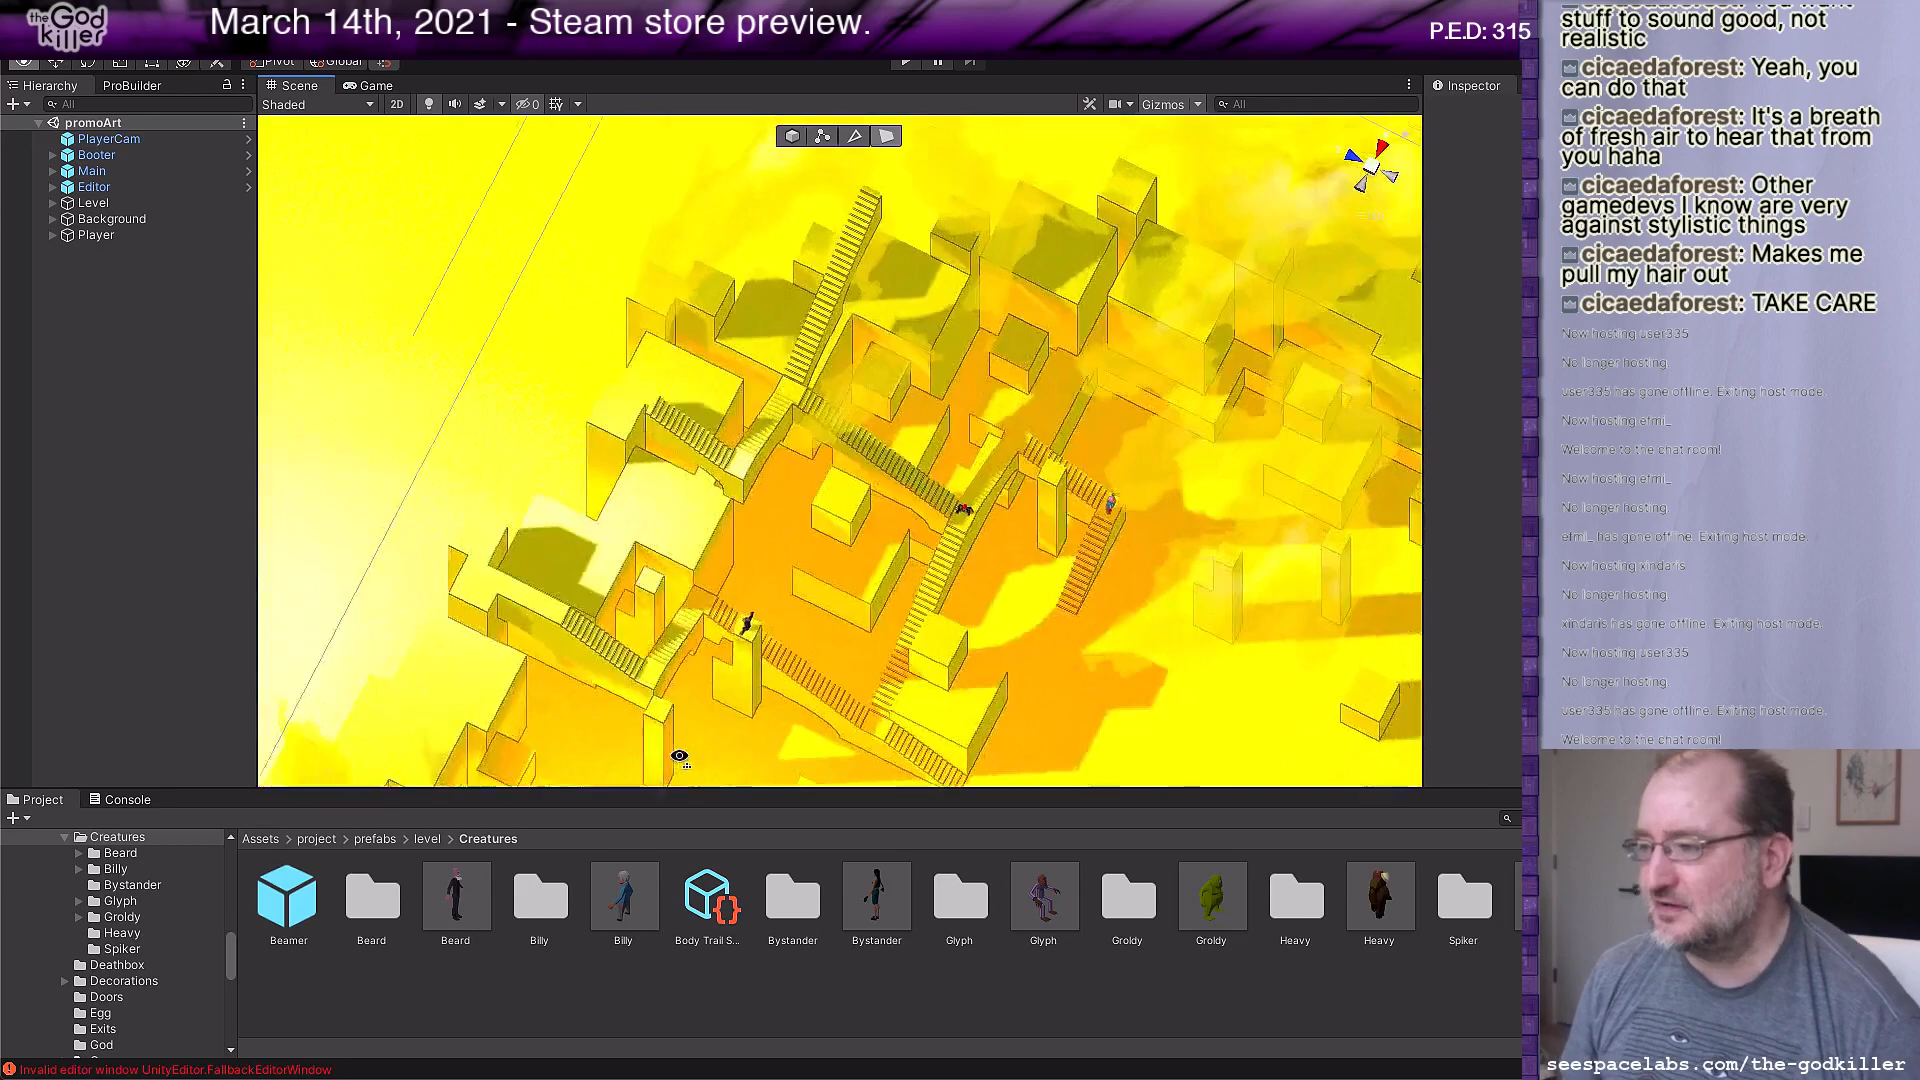 the God killer
March 14th, 2021 - Steam store preview.
P.E.D: 315
Pivot
Global
Hierarchy
ProBuilder
Scene
Game
Inspector
All
Shaded
2D
0
Gizmos
All
promoArt
PlayerCam
Booter
Main
Editor
Level
Background
Player
Project
Console
Creatures
Beard
Billy
Bystander
Glyph
Groldy
Heavy
Spiker
Deathbox
Decorations
Doors
Egg
Exits
God
Assets > project > prefabs > level > Creatures
Beamer
Beard
Beard
Billy
Billy
Body Trail S...
Bystander
Bystander
Glyph
Glyph
Groldy
Groldy
Heavy
Heavy
Spiker
Invalid editor window UnityEditor.FallbackEditorWindow
stuff to sound good, not
realistic
cicaedaforest: Yeah, you
can do that
cicaedaforest: It's a breath
of fresh air to hear that from
you haha
cicaedaforest: Other
gamedevs I know are very
against stylistic things
cicaedaforest: Makes me
pull my hair out
cicaedaforest: TAKE CARE
Now hosting user335
No longer hosting.
user335 has gone offline. Exiting host mode.
Now hosting efmi_
Welcome to the chat room!
Now hosting efmi_
No longer hosting.
efmi_ has gone offline. Exiting host mode.
Now hosting xindaris
No longer hosting.
xindaris has gone offline. Exiting host mode.
Now hosting user335
No longer hosting.
user335 has gone offline. Exiting host mode.
Welcome to the chat room!
seespacelabs.com/the-godkiller